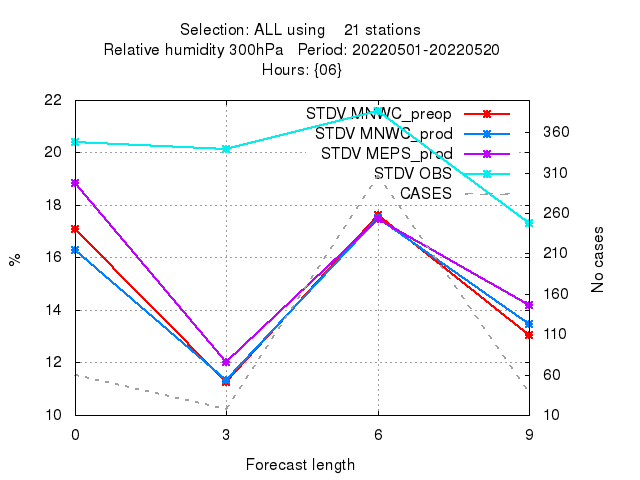 Selection: ALL using    21 stations
Relative humidity 300hPa   Period: 20220501-20220520
Hours: {06}
STDV MNWC_preop
STDV MNWC_prod
STDV MEPS_prod
STDV OBS
CASES
22
20
18
16
14
12
10
%
360
310
260
210
160
110
60
10
No cases
0 3 6 9
Forecast length